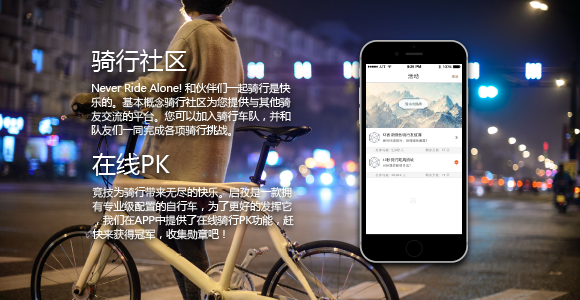 骑行社区
Never Ride Alone! 和伙伴们一起骑行是快
乐的。基本概念骑行社区为您提供与其他骑
友交流的平台。您可以加入骑行车队，并和
队友们一同完成各项骑行挑战。
在线PK
竞技为骑行带来无尽的快乐。启孜是一款拥
有专业级配置的自行车，为了更好的发挥它
，我们在APP中提供了在线骑行PK功能，赶
快来获得冠军，收集勋章吧！
活动